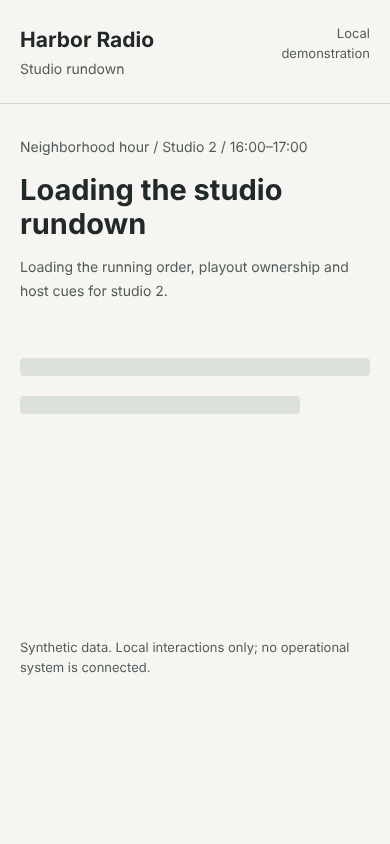 Harbor Radio
Studio rundown
Local
demonstration
Neighborhood hour / Studio 2 / 16:00–17:00
Loading the studio
rundown
Loading the running order, playout ownership and
host cues for studio 2.
Synthetic data. Local interactions only; no operational
system is connected.